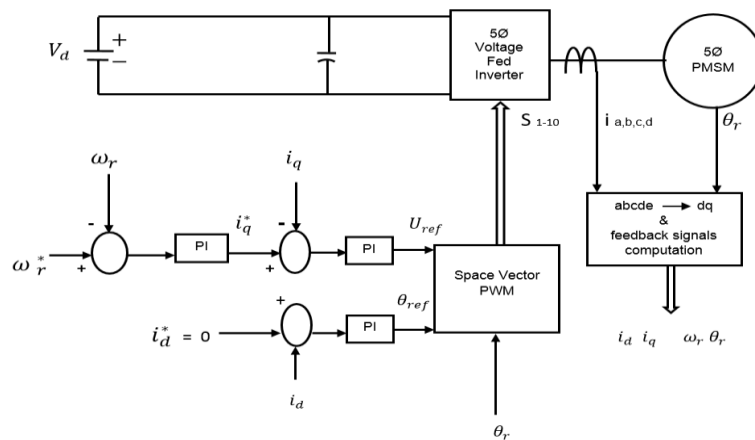 V_d
+
−
5Ø
Voltage
Fed
Inverter
5Ø
PMSM
S 1-10
i a,b,c,d
θ_r
ω_r
i_q
abcde → dq
&
feedback signals
computation
-
-
i_q^*
U_ref
PI
PI
ω_r^*
+
+
Space Vector
PWM
+
θ_ref
i_d^* = 0
PI
i_d i_q ω_r θ_r
i_d
θ_r